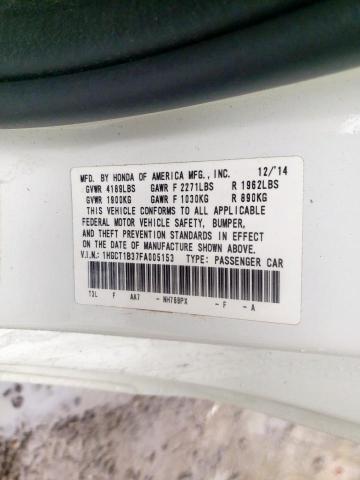 MFD. BY HONDA OF AMERICA MFG., INC. 12/'14
GVWR 4189LBS GAWR F 2271LBS R 1962LBS
GVWR 1900KG GAWR F 1030KG R 890KG
THIS VEHICLE CONFORMS TO ALL APPLICABLE
FEDERAL MOTOR VEHICLE SAFETY, BUMPER,
AND THEFT PREVENTION STANDARDS IN EFFECT
ON THE DATE OF MANUFACTURE SHOWN ABOVE.
V.I.N.: 1HGCT1B37FA005153 TYPE: PASSENGER CAR
T3L F AA7 - NH788PX - F - A